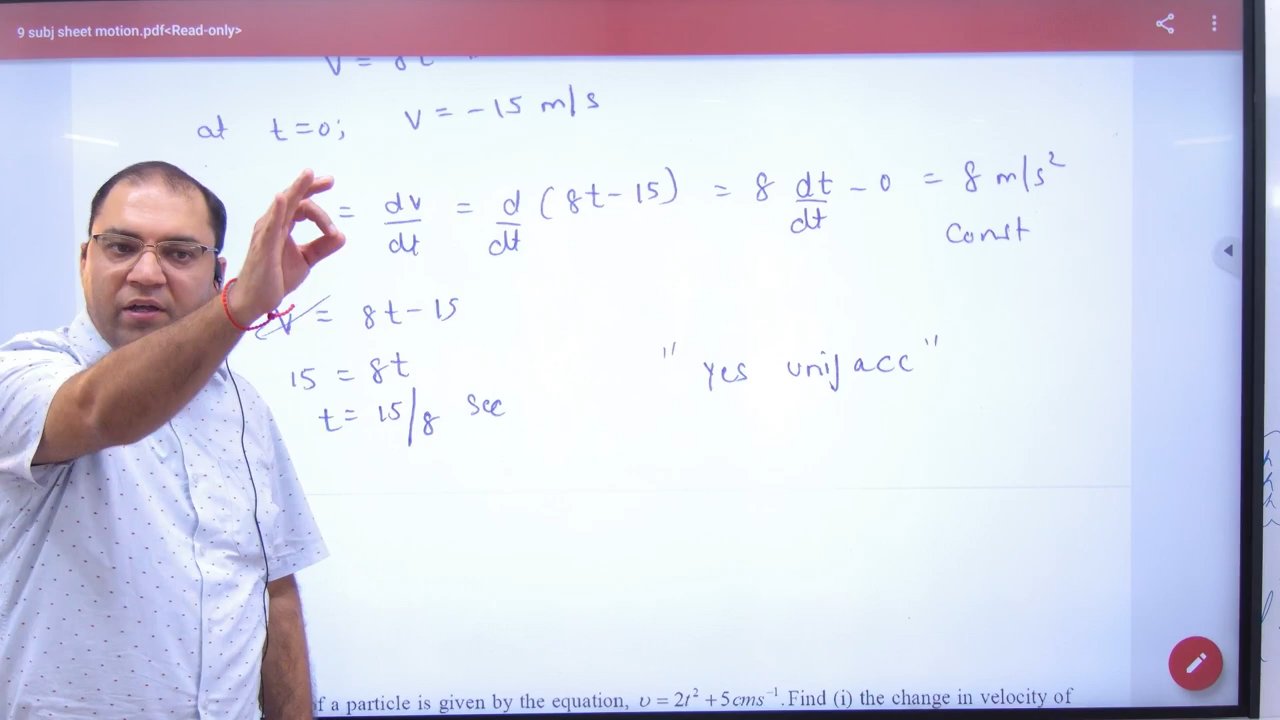 9 subj sheet motion.pdf<Read-only>
at t=0; v = -15 m/s
= dv/dt = d/dt (8t-15) = 8 dt/dt - 0 = 8 m/s²
const
v = 8t-15
15 = 8t
"yes unif acc"
t= 15/8 sec
of a particle is given by the equation, υ = 2t² + 5 cms⁻¹. Find (i) the change in velocity of